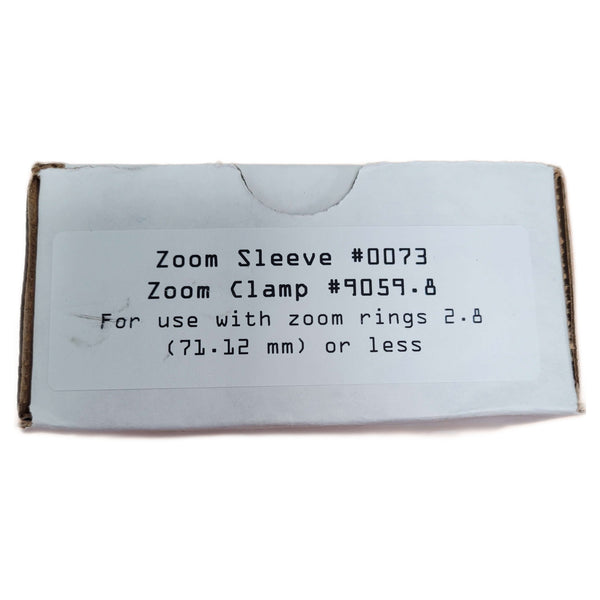 Zoom Sleeve #0073
Zoom Clamp #9059.8
For use with zoom rings 2.8
(71.12 mm) or less